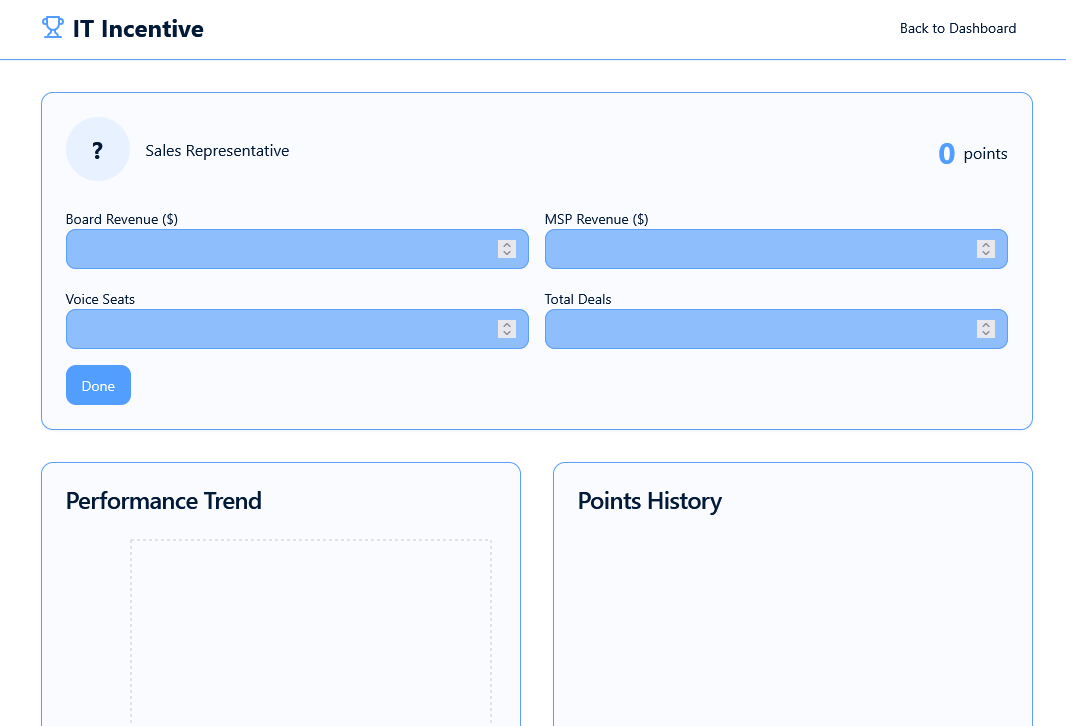 IT Incentive
Back to Dashboard
?
Sales Representative
0 points
Board Revenue ($)
MSP Revenue ($)
Voice Seats
Total Deals
Done
Performance Trend
Points History